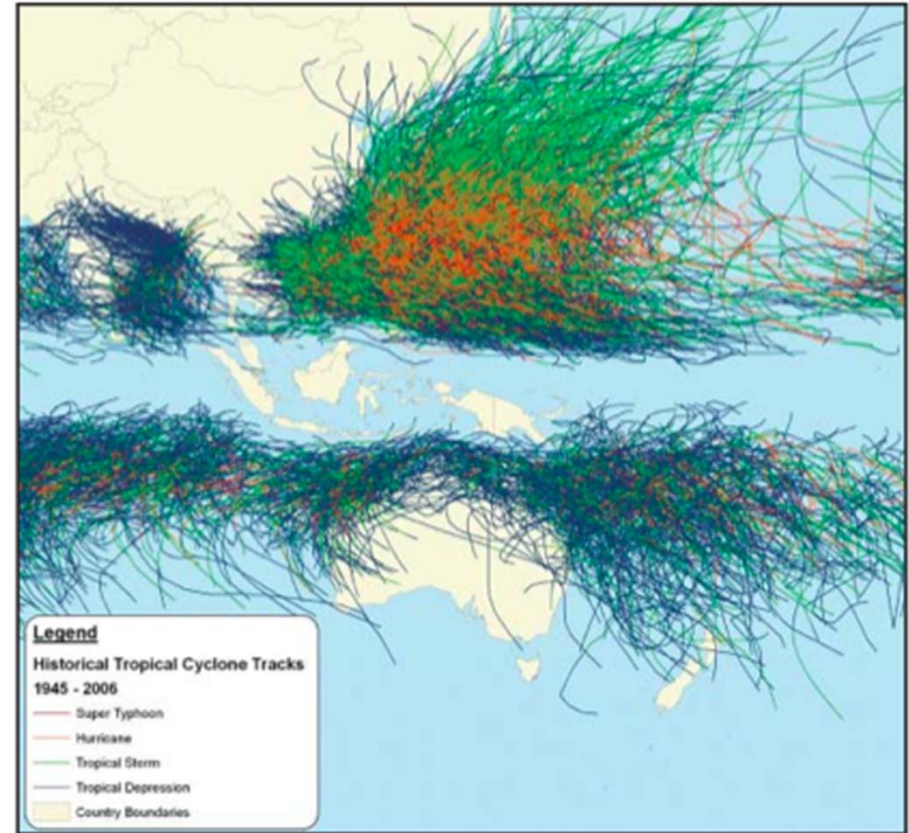 Legend
Historical Tropical Cyclone Tracks
1945 - 2006
Super Typhoon
Hurricane
Tropical Storm
Tropical Depression
Country Boundaries